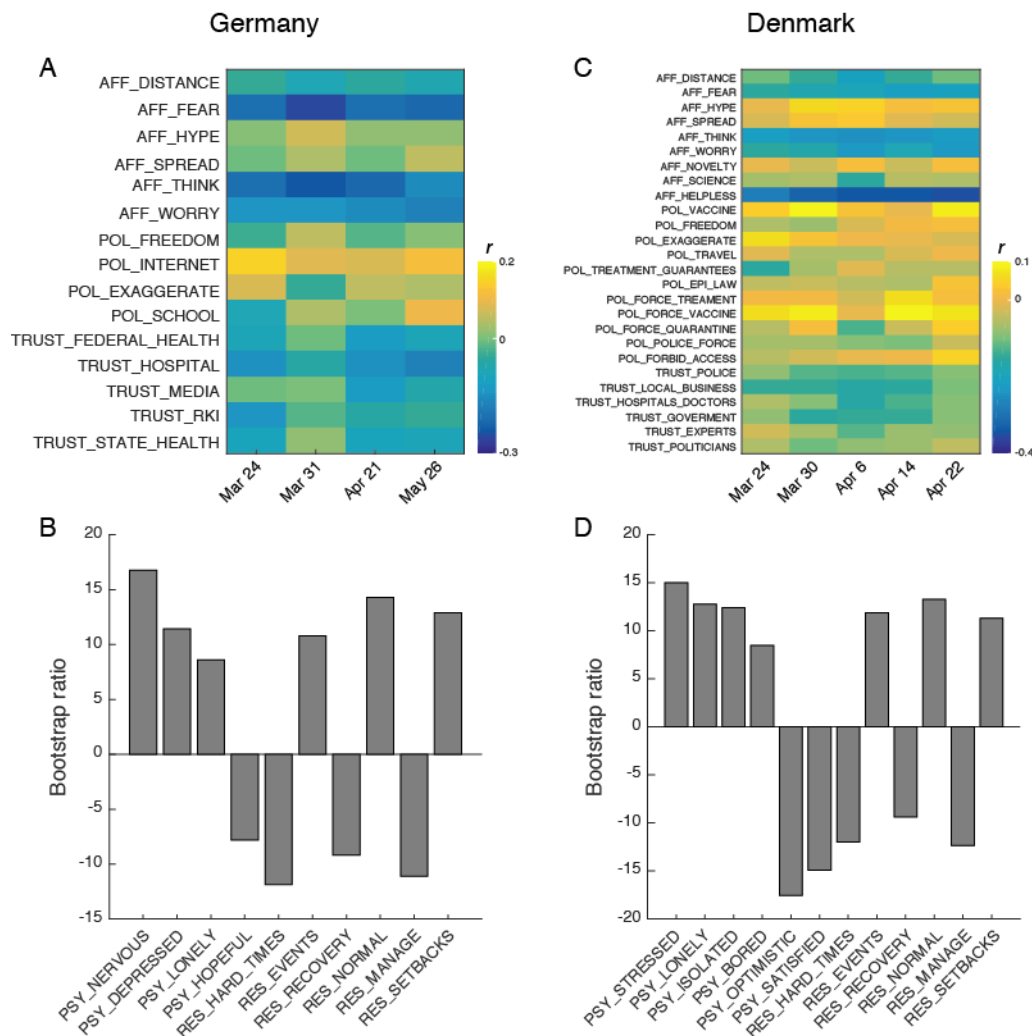 Germany
Denmark
A
AFF_DISTANCE
AFF_FEAR
AFF_HYPE
AFF_SPREAD
AFF_THINK
AFF_WORRY
POL_FREEDOM
POL_INTERNET
POL_EXAGGERATE
POL_SCHOOL
TRUST_FEDERAL_HEALTH
TRUST_HOSPITAL
TRUST_MEDIA
TRUST_RKI
TRUST_STATE_HEALTH
Mar 24
Mar 31
Apr 21
May 26
r
0.2
0
-0.3
C
AFF_DISTANCE
AFF_FEAR
AFF_HYPE
AFF_SPREAD
AFF_THINK
AFF_WORRY
AFF_NOVELTY
AFF_SCIENCE
AFF_HELPLESS
POL_VACCINE
POL_FREEDOM
POL_EXAGGERATE
POL_TRAVEL
POL_TREATMENT_GUARANTEES
POL_EPI_LAW
POL_FORCE_TREAMENT
POL_FORCE_VACCINE
POL_FORCE_QUARANTINE
POL_POLICE_FORCE
POL_FORBID_ACCESS
TRUST_POLICE
TRUST_LOCAL_BUSINESS
TRUST_HOSPITALS_DOCTORS
TRUST_GOVERMENT
TRUST_EXPERTS
TRUST_POLITICIANS
Mar 24
Mar 30
Apr 6
Apr 14
Apr 22
r
0.1
0
-0.4
B
Bootstrap ratio
20
15
10
5
0
-5
-10
-15
PSY_NERVOUS
PSY_DEPRESSED
PSY_LONELY
PSY_HOPEFUL
RES_HARD_TIMES
RES_EVENTS
RES_RECOVERY
RES_NORMAL
RES_MANAGE
RES_SETBACKS
D
Bootstrap ratio
20
15
10
5
0
-5
-10
-15
-20
PSY_STRESSED
PSY_LONELY
PSY_ISOLATED
PSY_BORED
PSY_OPTIMISTIC
PSY_SATISFIED
RES_HARD_TIMES
RES_EVENTS
RES_RECOVERY
RES_NORMAL
RES_MANAGE
RES_SETBACKS